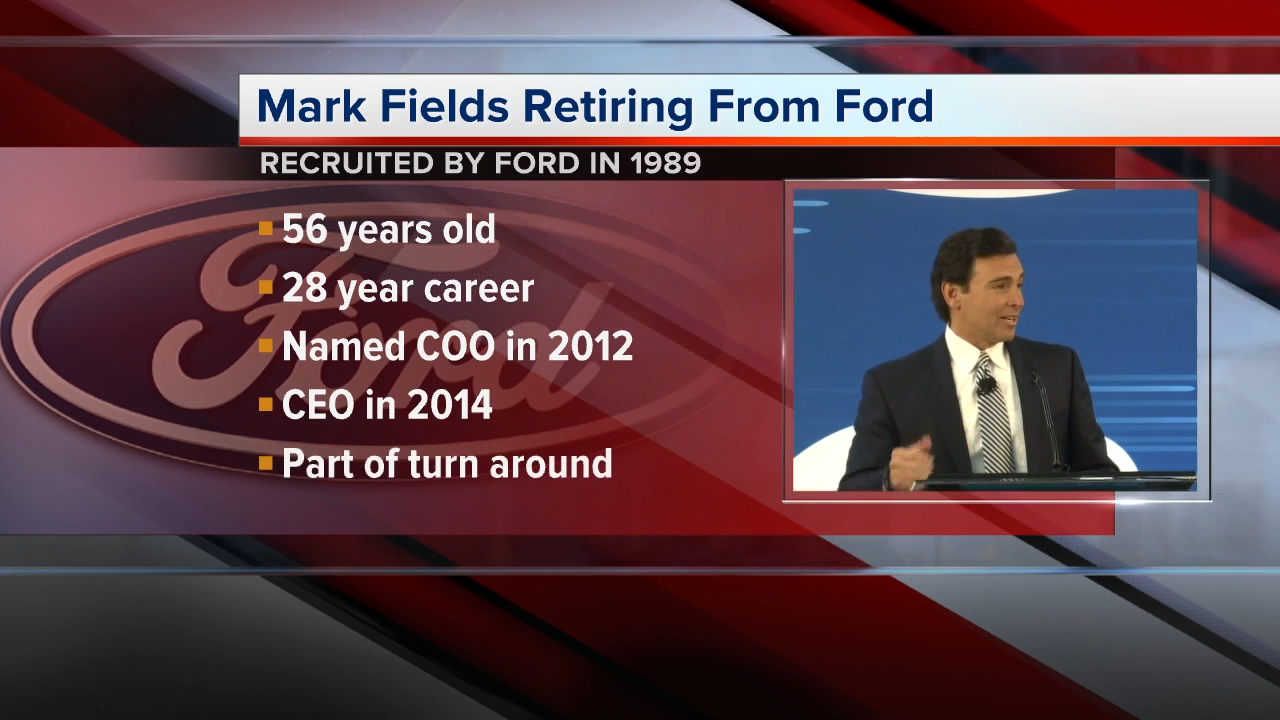 Mark Fields Retiring From Ford
RECRUITED BY FORD IN 1989
56 years old
28 year career
Named COO in 2012
CEO in 2014
Part of turn around
Ford